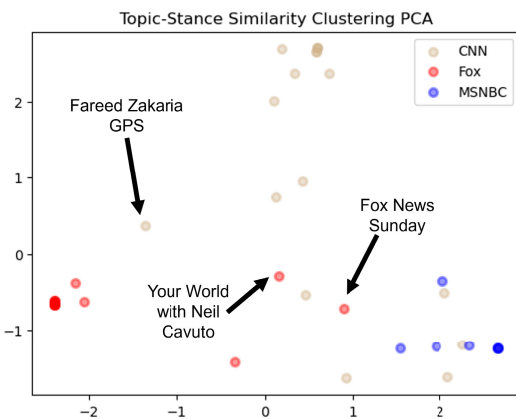 Topic-Stance Similarity Clustering PCA
CNN
Fox
MSNBC
Fareed Zakaria
GPS
Fox News
Sunday
Your World
with Neil
Cavuto
2
1
0
−1
−2
−1
0
1
2